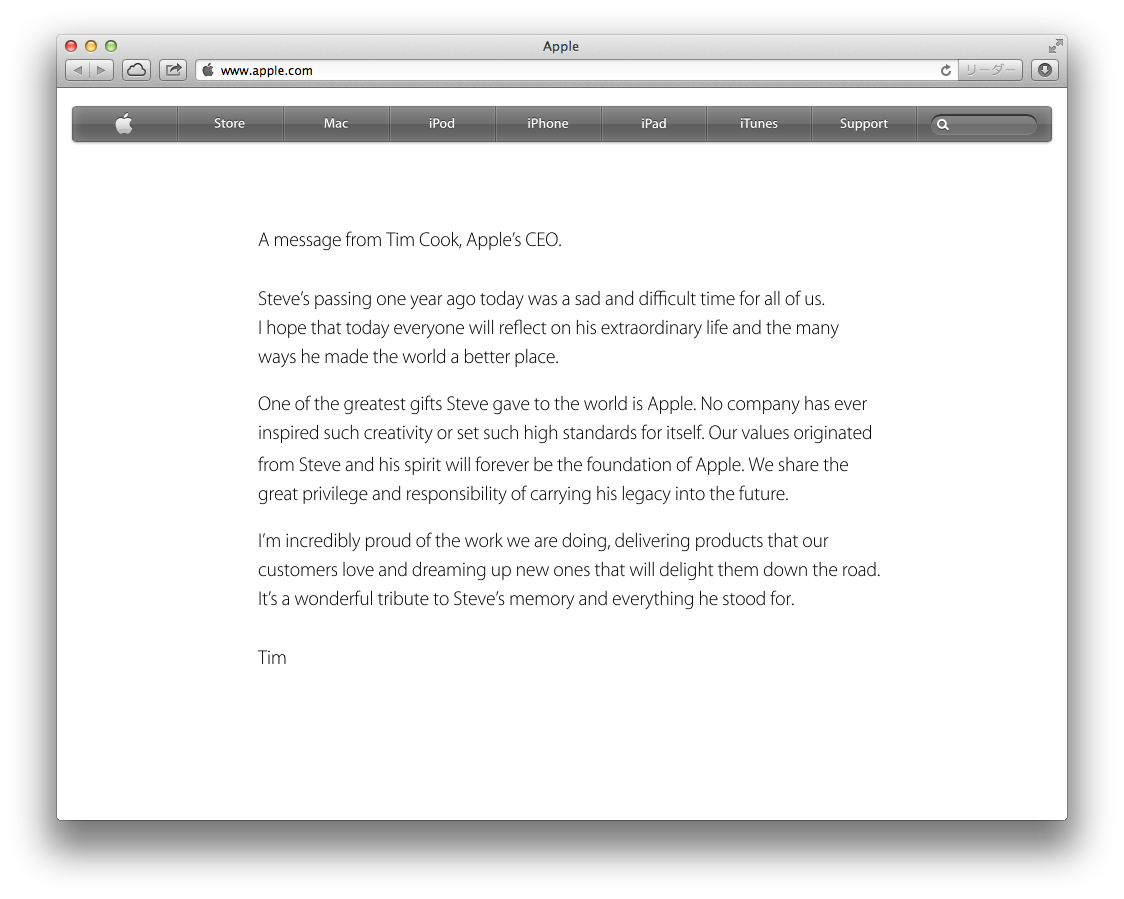 Apple
www.apple.com
リーダー
Store
Mac
iPod
iPhone
iPad
iTunes
Support
A message from Tim Cook, Apple’s CEO.
Steve’s passing one year ago today was a sad and difficult time for all of us.
I hope that today everyone will reflect on his extraordinary life and the many
ways he made the world a better place.
One of the greatest gifts Steve gave to the world is Apple. No company has ever
inspired such creativity or set such high standards for itself. Our values originated
from Steve and his spirit will forever be the foundation of Apple. We share the
great privilege and responsibility of carrying his legacy into the future.
I’m incredibly proud of the work we are doing, delivering products that our
customers love and dreaming up new ones that will delight them down the road.
It’s a wonderful tribute to Steve’s memory and everything he stood for.
Tim